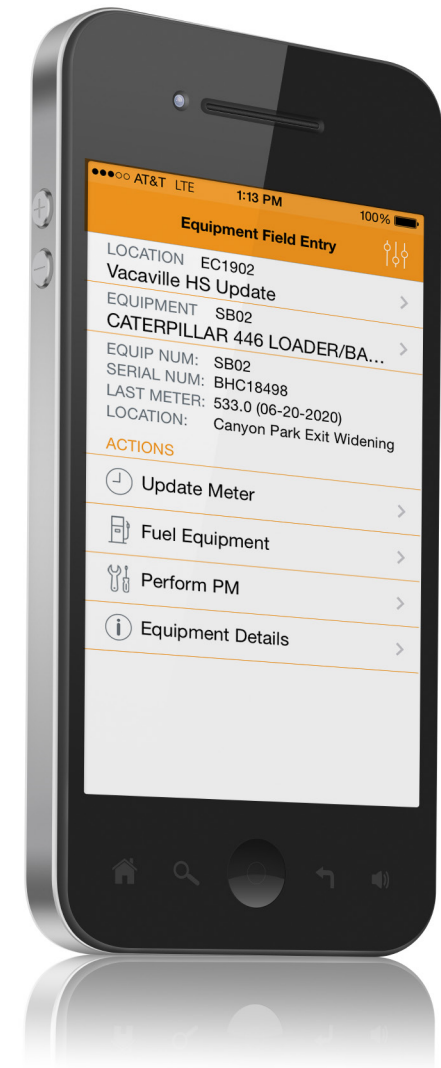 AT&T LTE 1:13 PM 100%
Equipment Field Entry
LOCATION EC1902
Vacaville HS Update
EQUIPMENT SB02
CATERPILLAR 446 LOADER/BA...
EQUIP NUM: SB02
SERIAL NUM: BHC18498
LAST METER: 533.0 (06-20-2020)
LOCATION: Canyon Park Exit Widening
ACTIONS
Update Meter
Fuel Equipment
Perform PM
Equipment Details